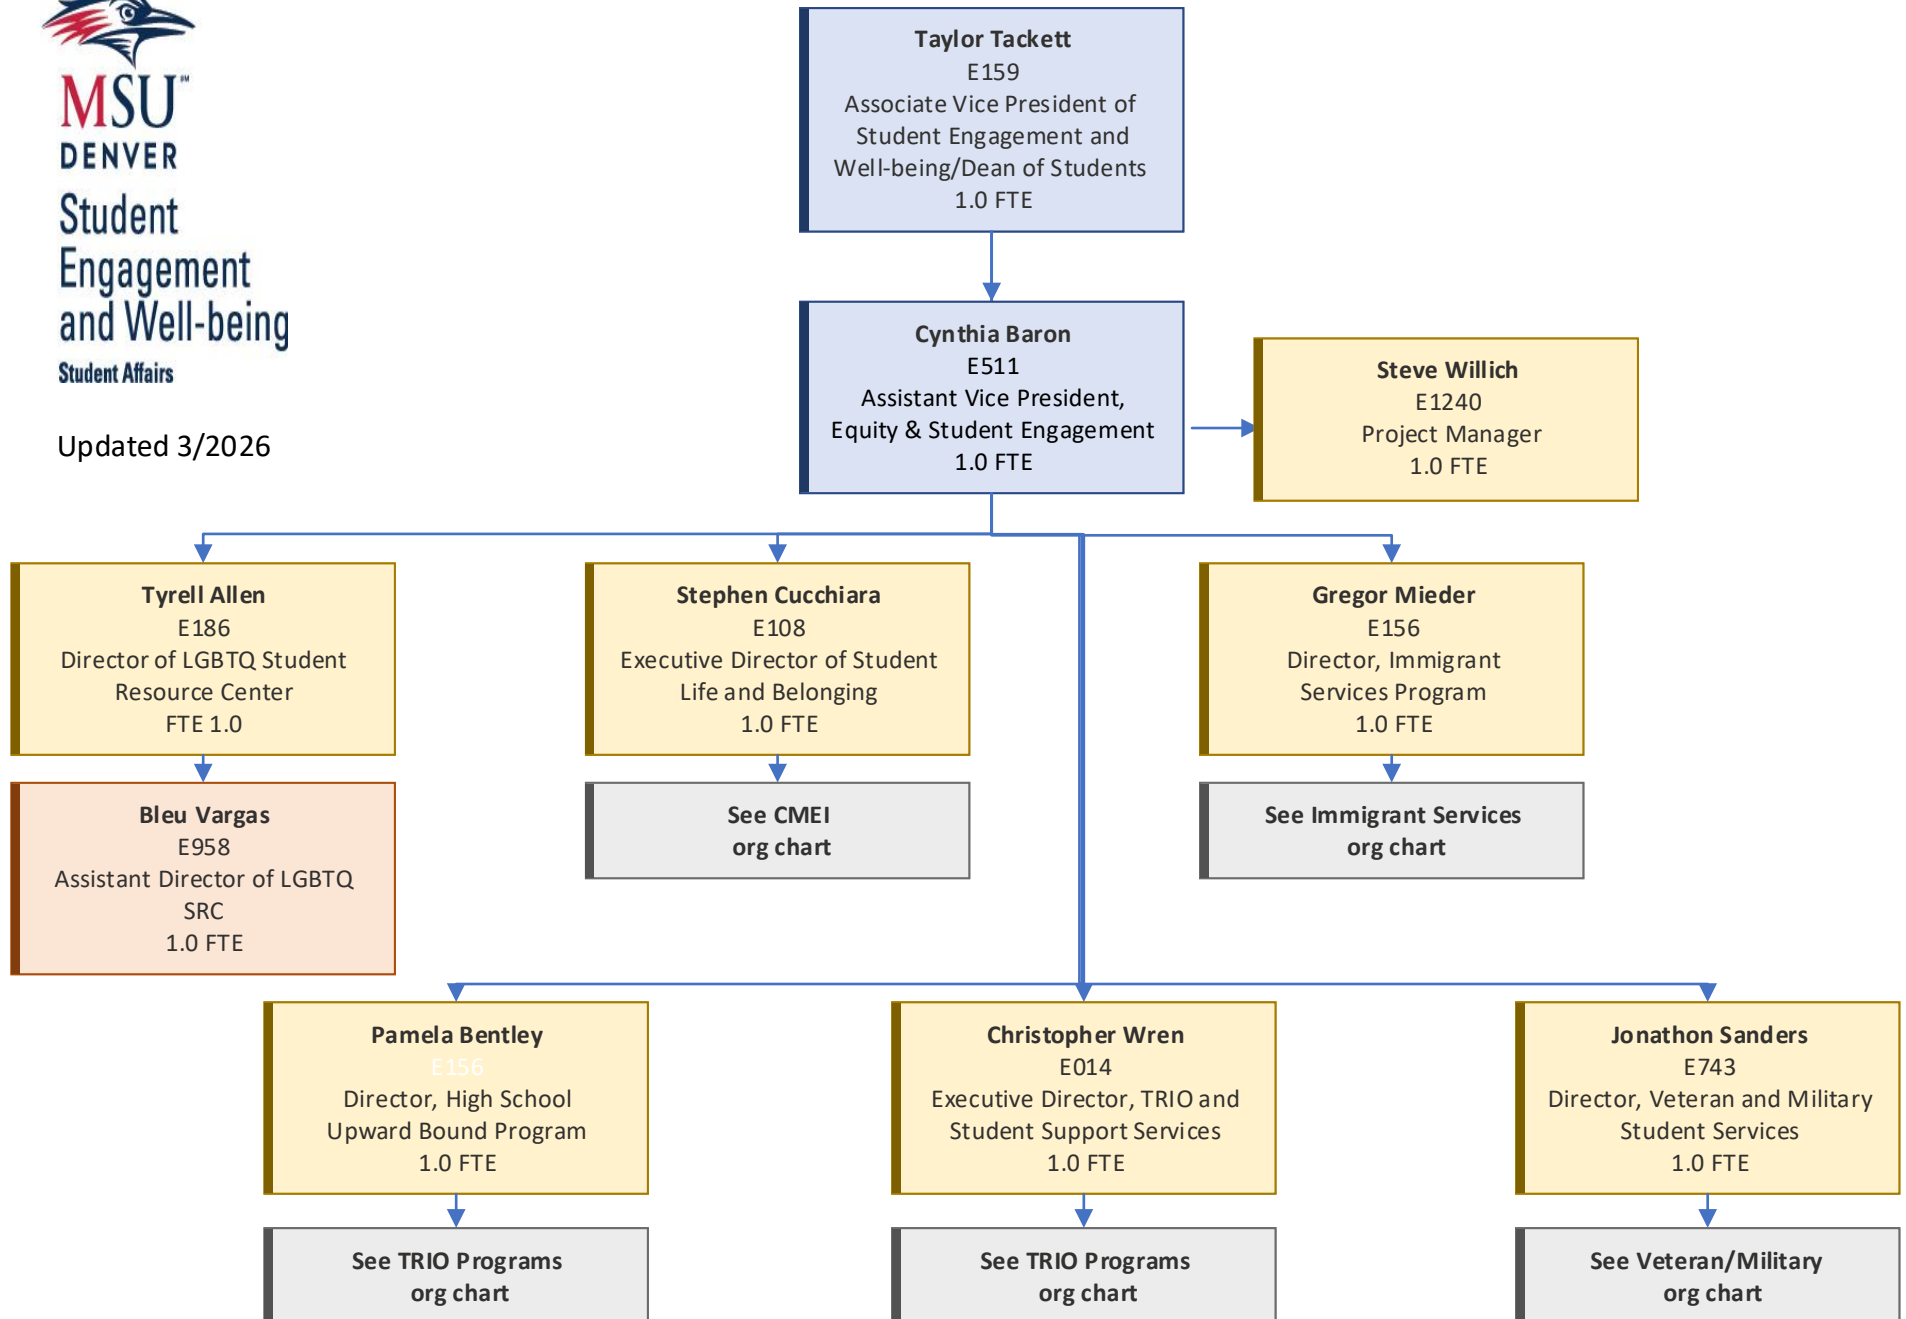 MSU
DENVER
Student
Engagement
and Well-being
Student Affairs
Updated 3/2026
Taylor Tackett
E159
Associate Vice President of
Student Engagement and
Well-being/Dean of Students
1.0 FTE
Cynthia Baron
E511
Assistant Vice President,
Equity & Student Engagement
1.0 FTE
Steve Willich
E1240
Project Manager
1.0 FTE
Tyrell Allen
E186
Director of LGBTQ Student
Resource Center
FTE 1.0
Stephen Cucchiara
E108
Executive Director of Student
Life and Belonging
1.0 FTE
Gregor Mieder
E156
Director, Immigrant
Services Program
1.0 FTE
Bleu Vargas
E958
Assistant Director of LGBTQ
SRC
1.0 FTE
See CMEI
org chart
See Immigrant Services
org chart
Pamela Bentley
E156
Director, High School
Upward Bound Program
1.0 FTE
Christopher Wren
E014
Executive Director, TRIO and
Student Support Services
1.0 FTE
Jonathon Sanders
E743
Director, Veteran and Military
Student Services
1.0 FTE
See TRIO Programs
org chart
See TRIO Programs
org chart
See Veteran/Military
org chart